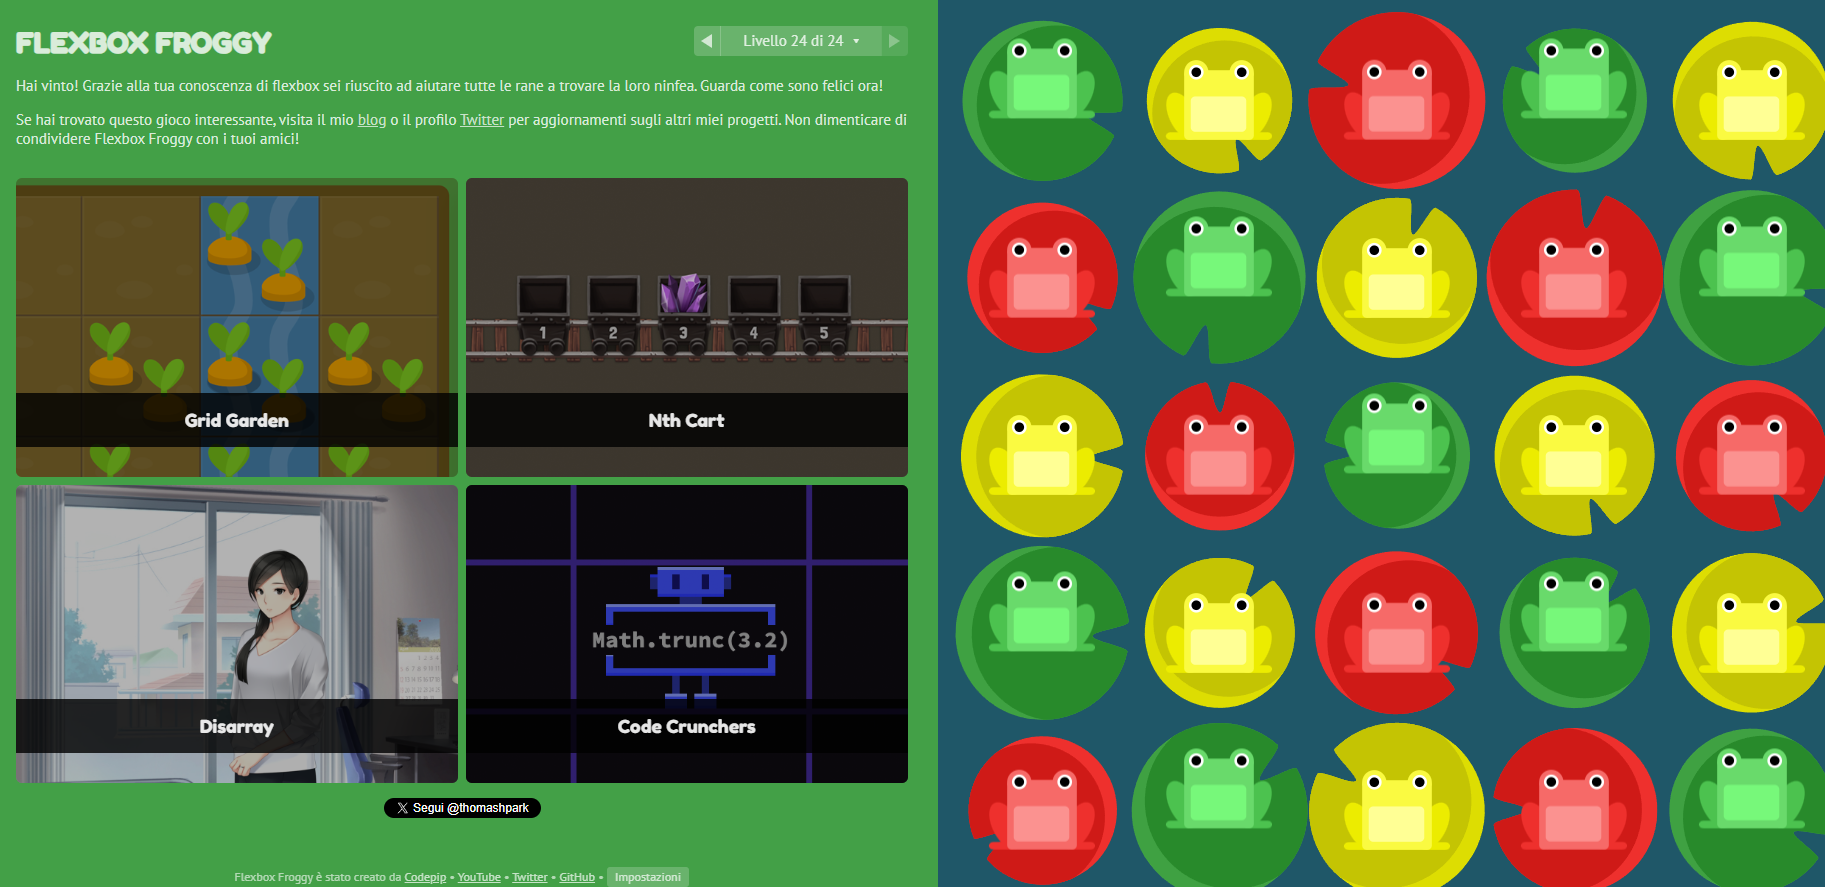 FLEXBOX FROGGY
Livello 24 di 24
Hai vinto! Grazie alla tua conoscenza di flexbox sei riuscito ad aiutare tutte le rane a trovare la loro ninfea. Guarda come sono felici ora!
Se hai trovato questo gioco interessante, visita il mio blog o il profilo Twitter per aggiornamenti sugli altri miei progetti. Non dimenticare di
condividere Flexbox Froggy con i tuoi amici!
Grid Garden
1 2 3 4 5
Nth Cart
Disarray
Math.trunc(3.2)
Code Crunchers
X Segui @thomashpark
Flexbox Froggy è stato creato da Codepip • YouTube • Twitter • GitHub • Impostazioni